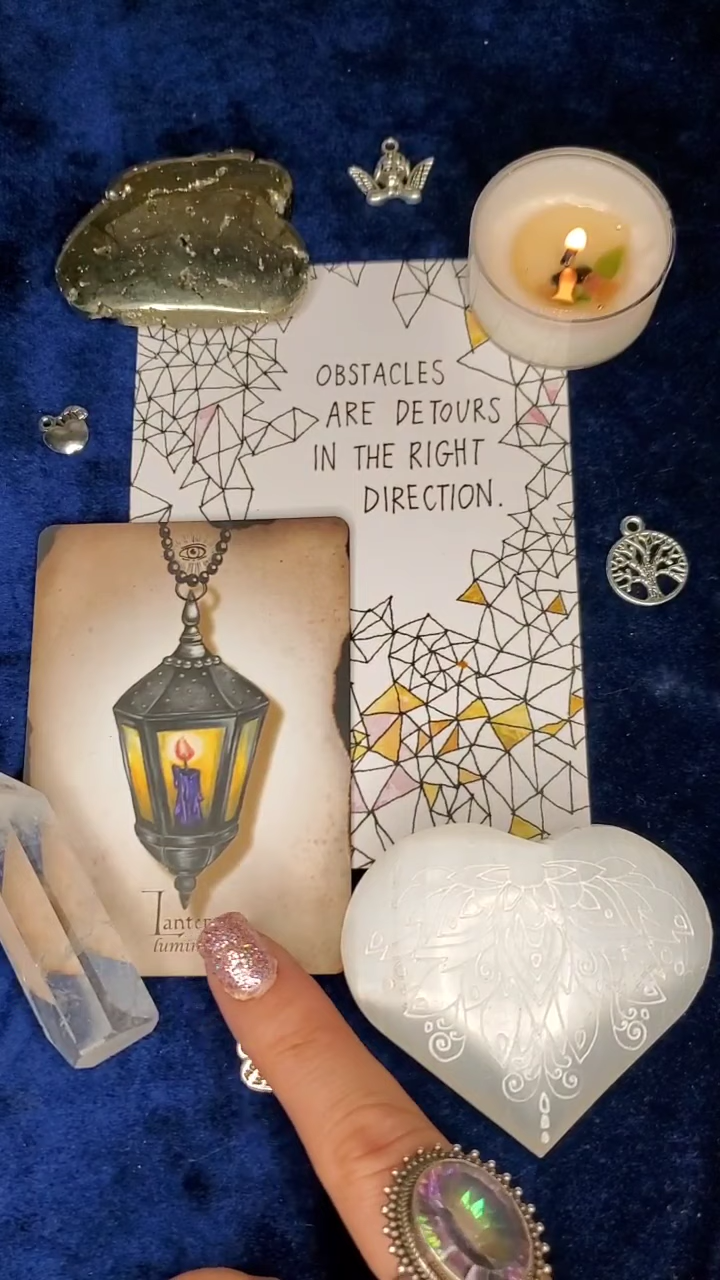 OBSTACLES
ARE DETOURS
IN THE RIGHT
DIRECTION.